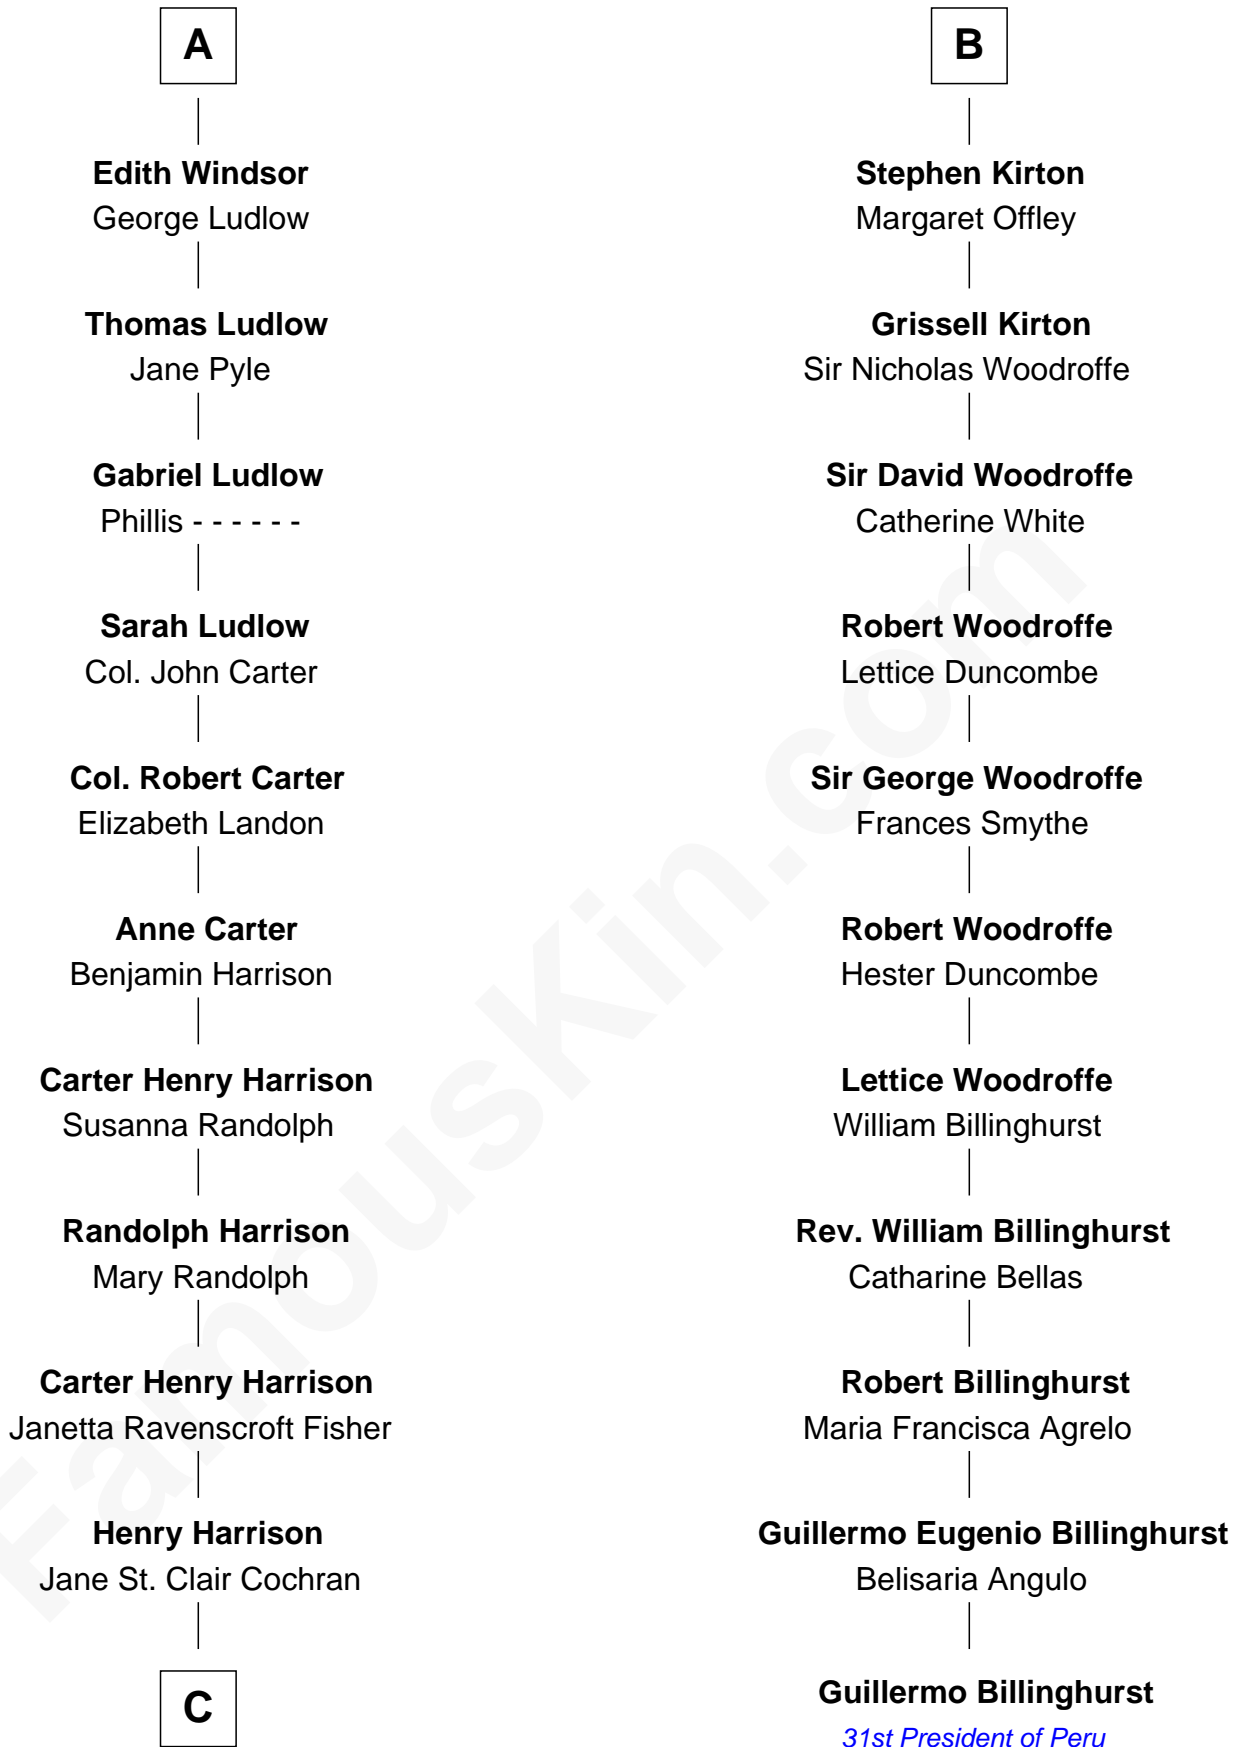 A
Edith Windsor
George Ludlow
Thomas Ludlow
Jane Pyle
Gabriel Ludlow
Phillis - - - - - -
Sarah Ludlow
Col. John Carter
Col. Robert Carter
Elizabeth Landon
Anne Carter
Benjamin Harrison
Carter Henry Harrison
Susanna Randolph
Randolph Harrison
Mary Randolph
Carter Henry Harrison
Janetta Ravenscroft Fisher
Henry Harrison
Jane St. Clair Cochran
C
B
Stephen Kirton
Margaret Offley
Grissell Kirton
Sir Nicholas Woodroffe
Sir David Woodroffe
Catherine White
Robert Woodroffe
Lettice Duncombe
Sir George Woodroffe
Frances Smythe
Robert Woodroffe
Hester Duncombe
Lettice Woodroffe
William Billinghurst
Rev. William Billinghurst
Catharine Bellas
Robert Billinghurst
Maria Francisca Agrelo
Guillermo Eugenio Billinghurst
Belisaria Angulo
Guillermo Billinghurst
31st President of Peru
FamousKin.com